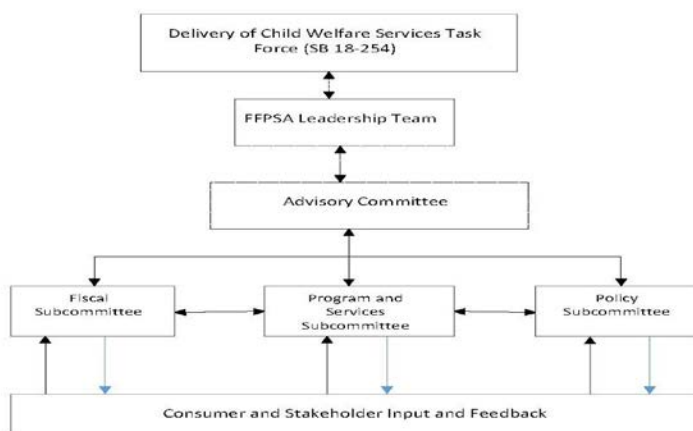 Delivery of Child Welfare Services Task
Force (SB 18-254)
FFPSA Leadership Team
Advisory Committee
Fiscal
Subcommittee
Program and
Services
Subcommittee
Policy
Subcommittee
Consumer and Stakeholder Input and Feedback